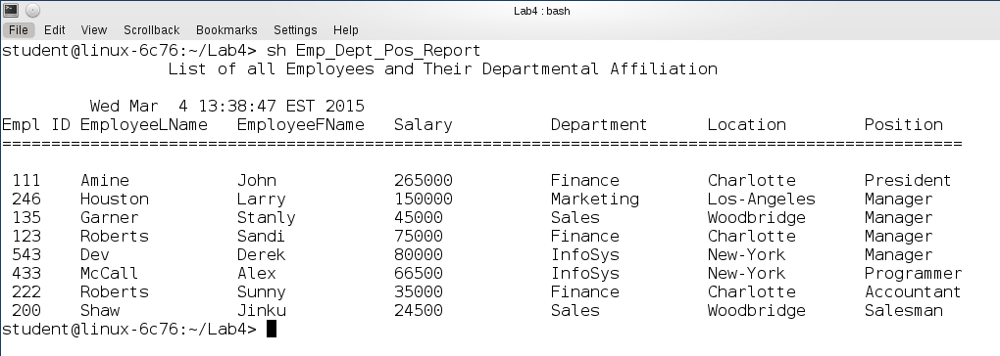 Lab4 : bash
File Edit View Scrollback Bookmarks Settings Help
student@linux-6c76:~/Lab4> sh Emp_Dept_Pos_Report
List of all Employees and Their Departmental Affiliation
Wed Mar  4 13:38:47 EST 2015
Empl ID EmployeeLName   EmployeeFName   Salary          Department      Location        Position
==================================================================================================
111    Amine           John            265000          Finance         Charlotte       President
246    Houston         Larry           150000          Marketing       Los-Angeles     Manager
135    Garner          Stanly          45000           Sales           Woodbridge      Manager
123    Roberts         Sandi           75000           Finance         Charlotte       Manager
543    Dev             Derek           80000           InfoSys         New-York        Manager
433    McCall          Alex            66500           InfoSys         New-York        Programmer
222    Roberts         Sunny           35000           Finance         Charlotte       Accountant
200    Shaw            Jinku           24500           Sales           Woodbridge      Salesman
student@linux-6c76:~/Lab4>